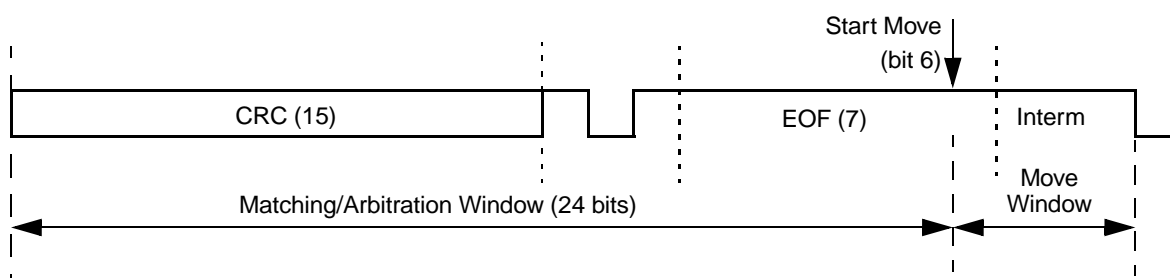 Start Move
(bit 6)
CRC (15)
EOF (7)
Interm
Matching/Arbitration Window (24 bits)
Move
Window